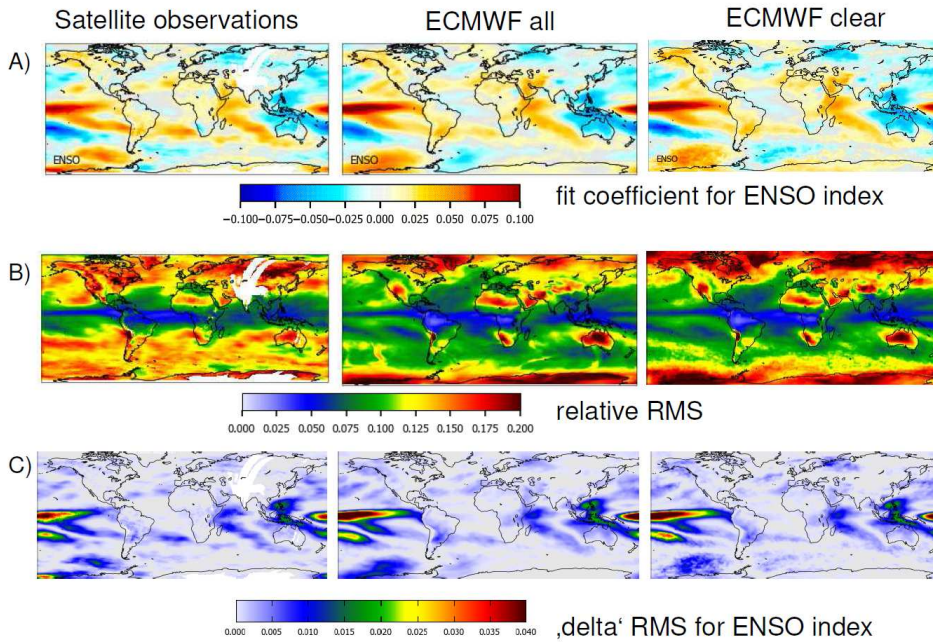 Satellite observations ECMWF all ECMWF clear
A)
ENSO ENSO ENSO
−0.100−0.075−0.050−0.025 0.000 0.025 0.050 0.075 0.100
fit coefficient for ENSO index
B)
0.000 0.025 0.050 0.075 0.100 0.125 0.150 0.175 0.200
relative RMS
C)
0.000 0.005 0.010 0.015 0.020 0.025 0.030 0.035 0.040
‚delta‘ RMS for ENSO index